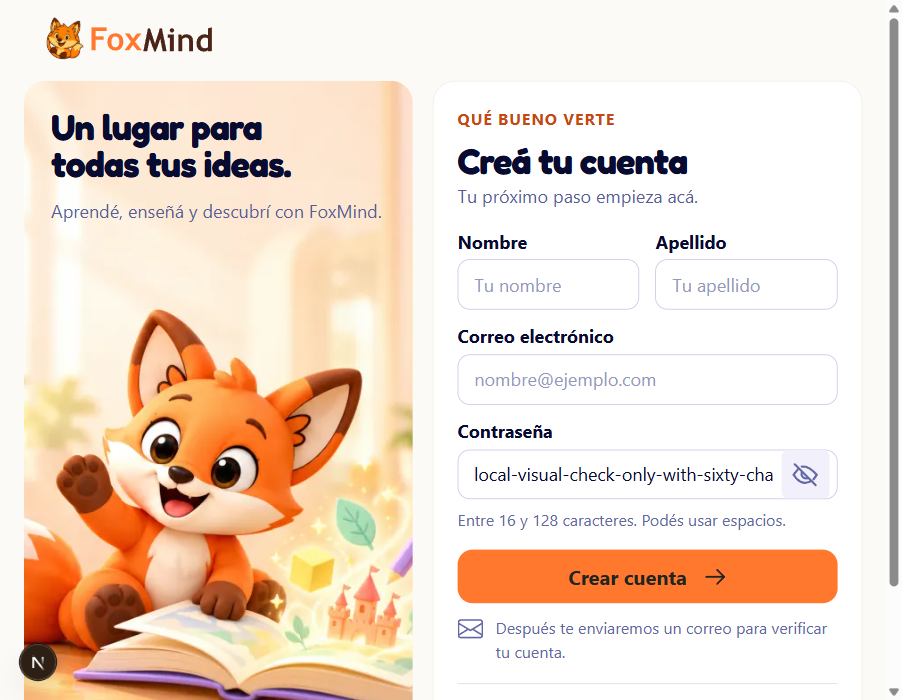 FoxMind
Un lugar para
todas tus ideas.
Aprendé, enseñá y descubrí con FoxMind.
QUÉ BUENO VERTE
Creá tu cuenta
Tu próximo paso empieza acá.
Nombre
Apellido
Tu nombre
Tu apellido
Correo electrónico
nombre@ejemplo.com
Contraseña
local-visual-check-only-with-sixty-cha
Entre 16 y 128 caracteres. Podés usar espacios.
Crear cuenta
Después te enviaremos un correo para verificar
tu cuenta.
N